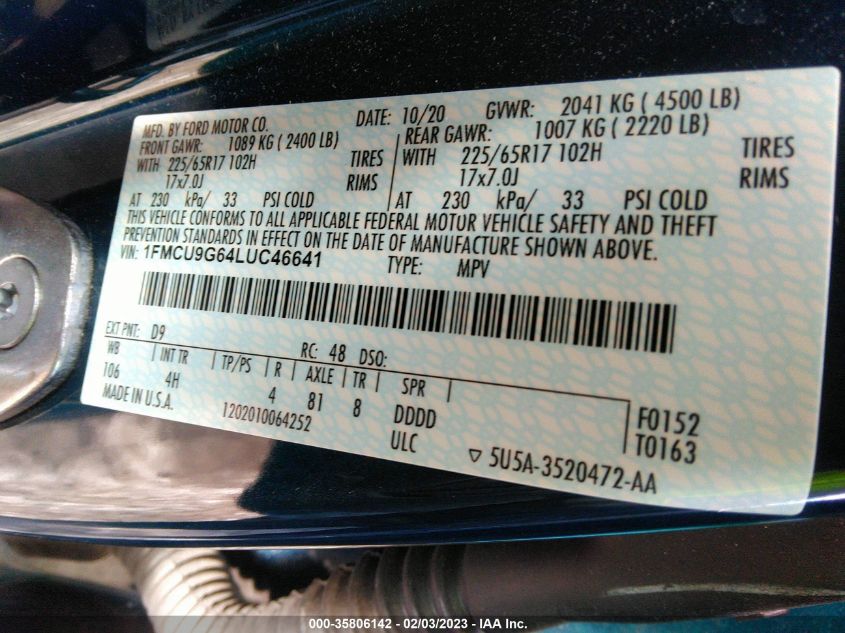 MFD. BY FORD MOTOR CO. DATE: 10/20 GVWR: 2041 KG ( 4500 LB)
FRONT GAWR: 1089 KG ( 2400 LB) REAR GAWR: 1007 KG ( 2220 LB)
WITH 225/65R17 102H TIRES WITH 225/65R17 102H TIRES
17x7.0J RIMS 17x7.0J RIMS
AT 230 kPa/ 33 PSI COLD AT 230 kPa/ 33 PSI COLD
THIS VEHICLE CONFORMS TO ALL APPLICABLE FEDERAL MOTOR VEHICLE SAFETY AND THEFT
PREVENTION STANDARDS IN EFFECT ON THE DATE OF MANUFACTURE SHOWN ABOVE.
VIN: 1FMCU9G64LUC46641 TYPE: MPV
EXT PNT: D9 RC: 48 DSO:
WB INT TR TP/PS R AXLE TR SPR
106 4H 4 81 8 DDDD F0152
MADE IN U.S.A. 1202010064252 ULC T0163
▽ 5U5A-3520472-AA
000-35806142 - 02/03/2023 - IAA Inc.